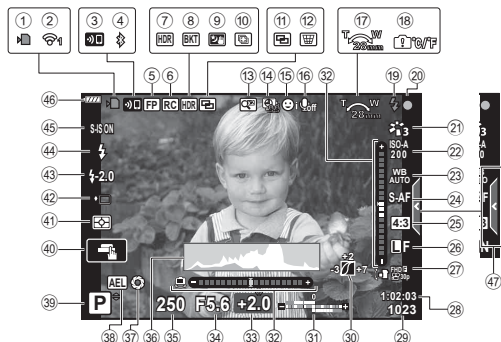 ① ② ③ ④ ⑦ ⑧ ⑨ ⑩ ⑪ ⑫ ⑰ ⑱
HDR BKT T W 28mm °C/°F
⑤ ⑥ ⑬ ⑭ ⑮ ⑯ ㉜ ⑲ ⑳
㊻ FP RC HDR i off T W 28mm
㊺ S-IS ON 3 ㉑
ISO-A 200 ㉒
㊹
WB AUTO ㉓
㊸ -2.0 S-AF ㉔
㊷ 4:3 ㉕
㊶ L F ㉖
㊵ +2 -3 +7 FHD F 30p ㉗ ㊼
AEL 1:02:03 ㉘
㊴ P 250 F5.6 +2.0 0 1023
㊳ ㊲ ㊱ ㉟ ㉞ ㉝ ㉜ ㉛ ㉚ ㉙